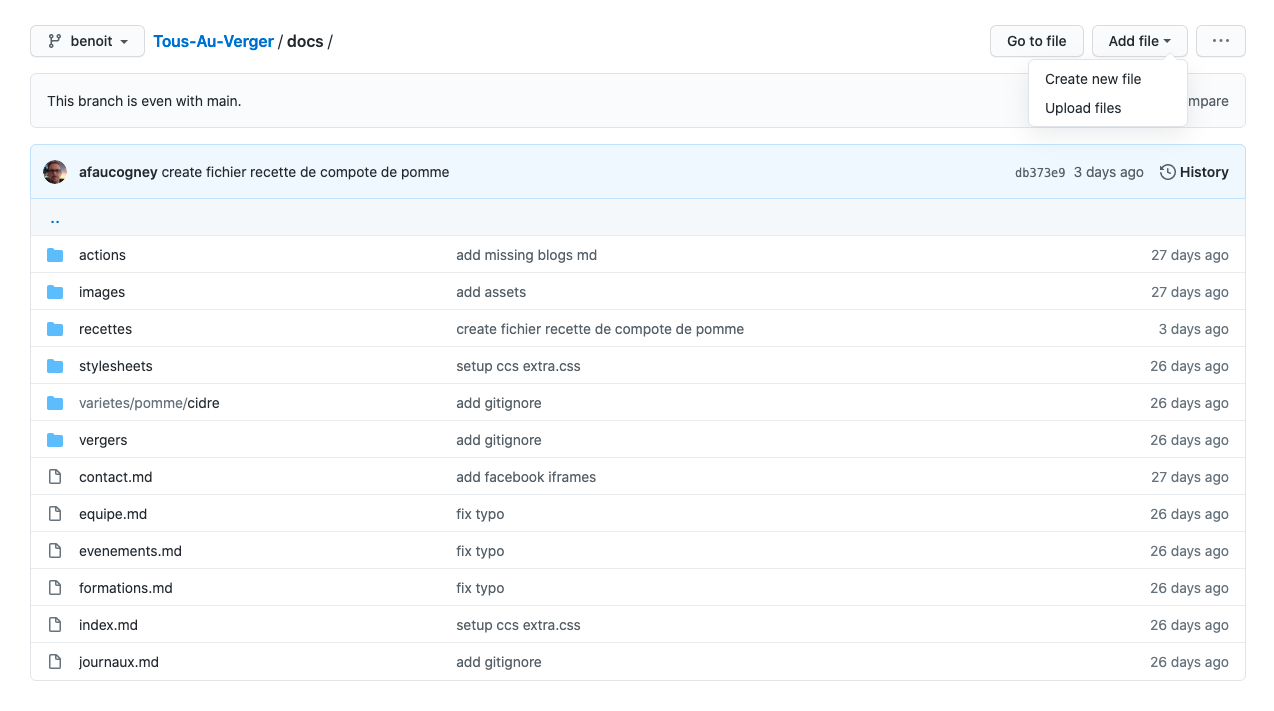 benoit Tous-Au-Verger / docs / Go to file Add file ...
This branch is even with main.
Create new file
Upload files
afaucogney create fichier recette de compote de pomme db373e9 3 days ago History
..
actions add missing blogs md 27 days ago
images add assets 27 days ago
recettes create fichier recette de compote de pomme 3 days ago
stylesheets setup ccs extra.css 26 days ago
varietes/pomme/cidre add gitignore 26 days ago
vergers add gitignore 26 days ago
contact.md add facebook iframes 27 days ago
equipe.md fix typo 26 days ago
evenements.md fix typo 26 days ago
formations.md fix typo 26 days ago
index.md setup ccs extra.css 26 days ago
journaux.md add gitignore 26 days ago